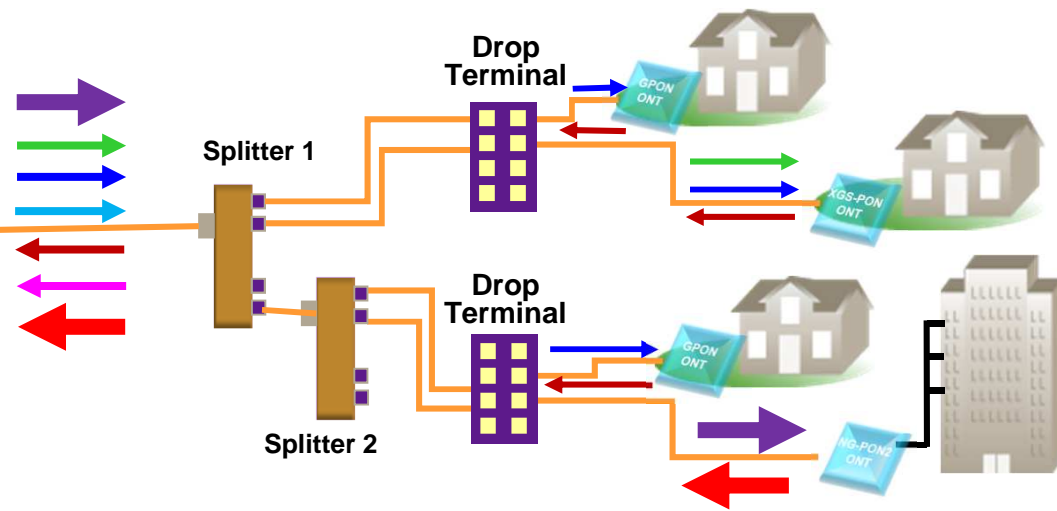 Drop
Terminal
GPON
ONT
Splitter 1
XGS-PON
ONT
Drop
Terminal
GPON
ONT
Splitter 2
NG-PON2
ONT